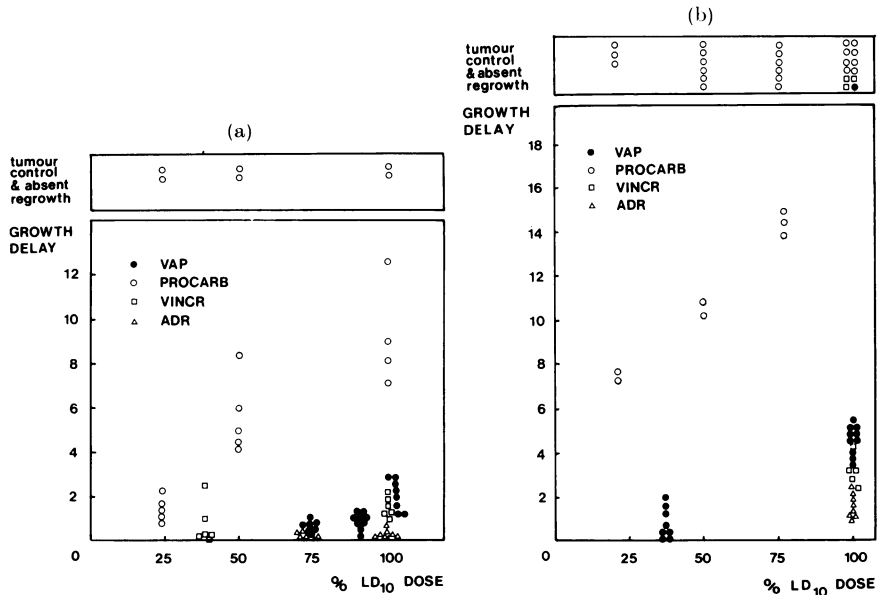 (a)
tumour
control
& absent
regrowth
GROWTH
DELAY
VAP
PROCARB
VINCR
ADR
12
10
8
6
4
2
0
25
50
75
100
% LD10 DOSE
(b)
tumour
control
& absent
regrowth
GROWTH
DELAY
VAP
PROCARB
VINCR
ADR
18
16
14
12
10
8
6
4
2
0
25
50
75
100
% LD10 DOSE